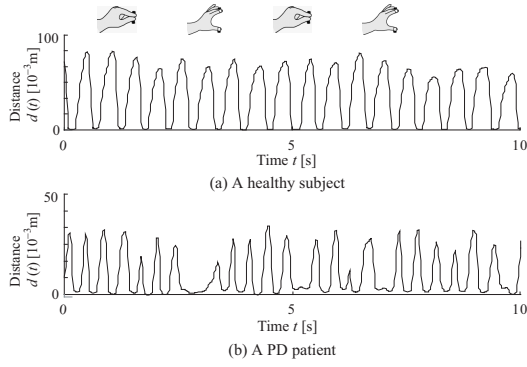 100
Distance
d (t) [10⁻³m]
0
0 5 10
Time t [s]
(a) A healthy subject
50
Distance
d (t) [10⁻³m]
0
0 5 10
Time t [s]
(b) A PD patient